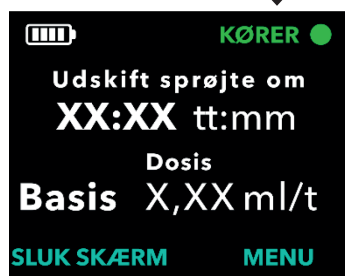 KØRER
Udskift sprøjte om
XX:XX tt:mm
Dosis
Basis X,XX ml/t
SLUK SKÆRM MENU